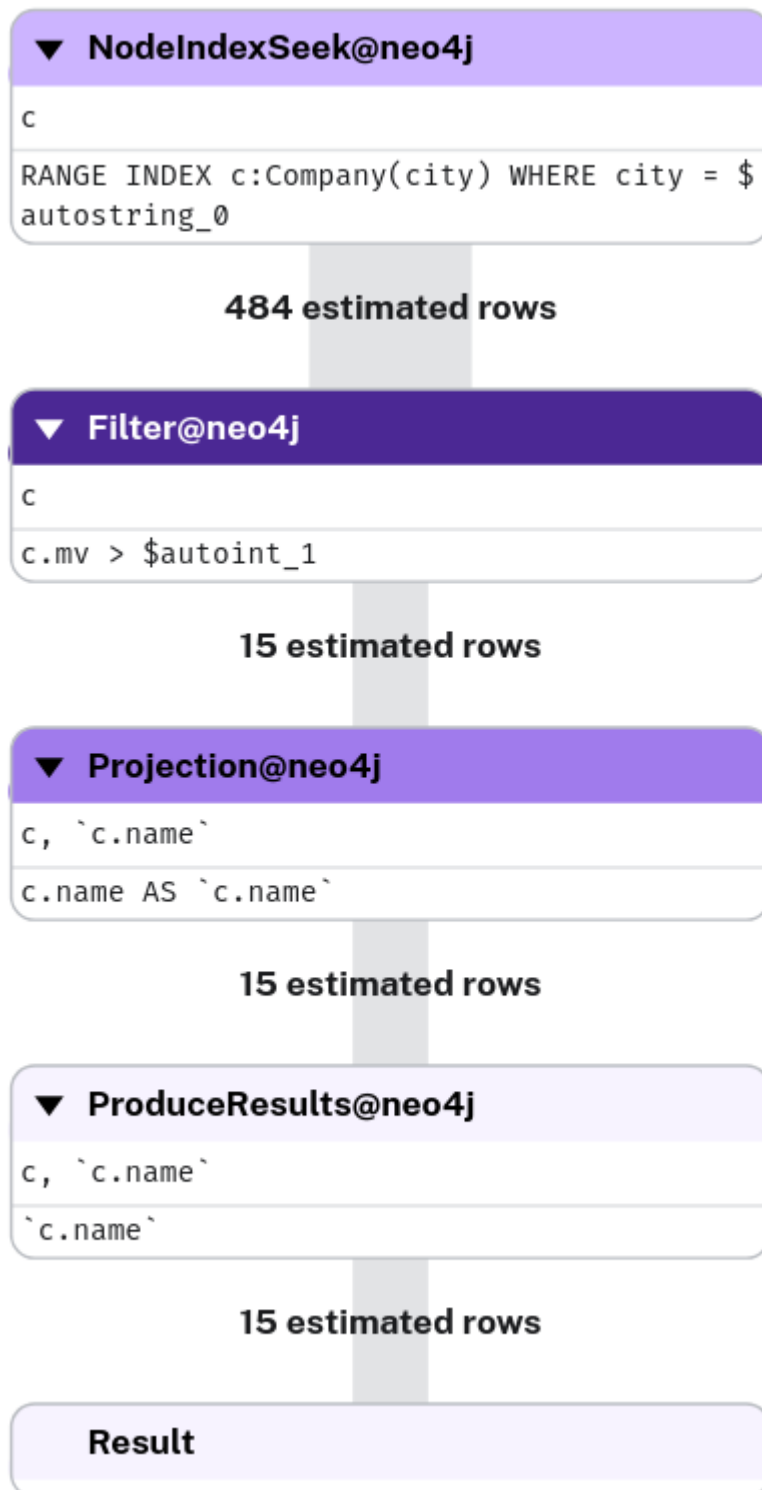 NodeIndexSeek@neo4j
c
RANGE INDEX c:Company(city) WHERE city = $
autostring_0
484 estimated rows
Filter@neo4j
c
c.mv > $autoint_1
15 estimated rows
Projection@neo4j
c, `c.name`
c.name AS `c.name`
15 estimated rows
ProduceResults@neo4j
c, `c.name`
`c.name`
15 estimated rows
Result